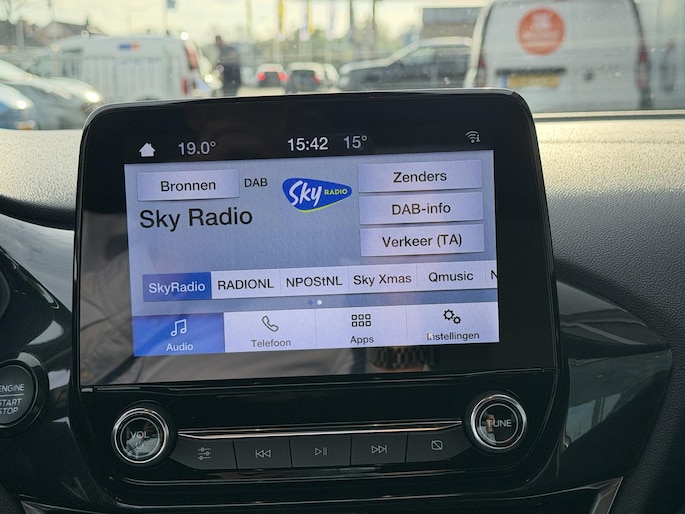 19.0°
15:42
15°
Bronnen
DAB
Sky RADIO
Zenders
Sky Radio
DAB-info
Verkeer (TA)
SkyRadio
RADIONL
NPOStNL
Sky Xmas
Qmusic
N
Audio
Telefoon
Apps
Instellingen
ENGINE
START
STOP
VOL
TUNE